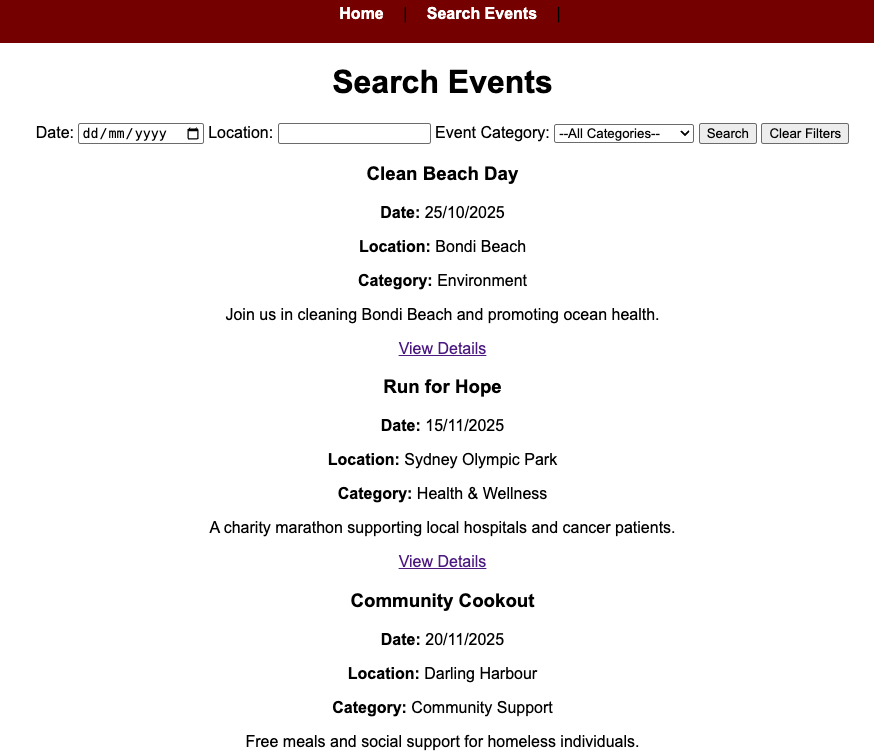 Home | Search Events |
Search Events
Date: dd/mm/yyyy Location: Event Category: --All Categories-- Search Clear Filters
Clean Beach Day
Date: 25/10/2025
Location: Bondi Beach
Category: Environment
Join us in cleaning Bondi Beach and promoting ocean health.
View Details
Run for Hope
Date: 15/11/2025
Location: Sydney Olympic Park
Category: Health & Wellness
A charity marathon supporting local hospitals and cancer patients.
View Details
Community Cookout
Date: 20/11/2025
Location: Darling Harbour
Category: Community Support
Free meals and social support for homeless individuals.